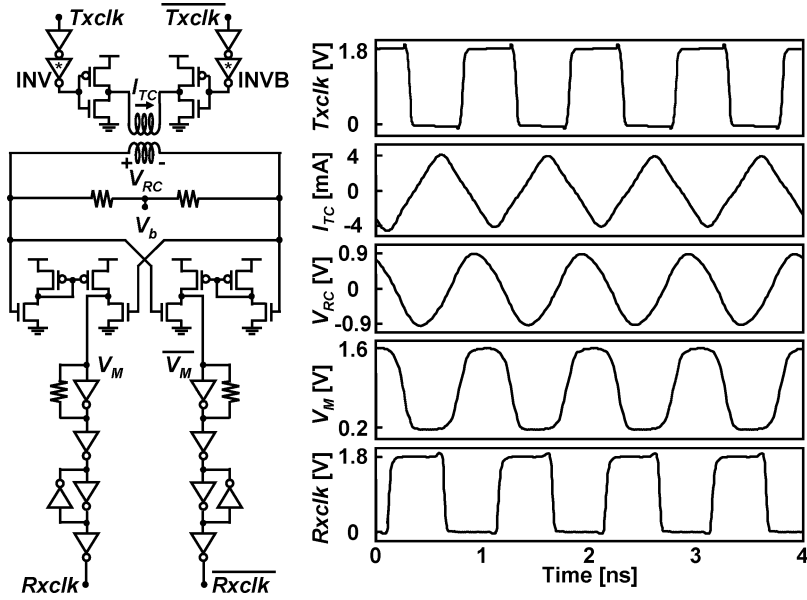 Txclk
Txclk
INV
*
*
INVB
I_TC
+
-
V_RC
V_b
V_M
V_M
Rxclk
Rxclk
Txclk [V]
1.8
0
I_TC [mA]
4
0
-4
V_RC [V]
0.9
0
-0.9
V_M [V]
1.6
0.2
Rxclk [V]
1.8
0
0
1
2
3
4
Time [ns]